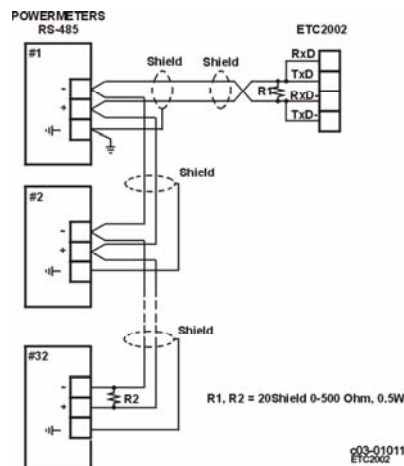 POWERMETERS
RS-485
ETC2002
#1
-
+
Shield
Shield
RxD
TxD
R1
RxD-
TxD-
#2
-
+
Shield
#32
-
+
R2
Shield
R1, R2 = 20Shield 0-500 Ohm, 0.5W
c03-01011
ETC2002